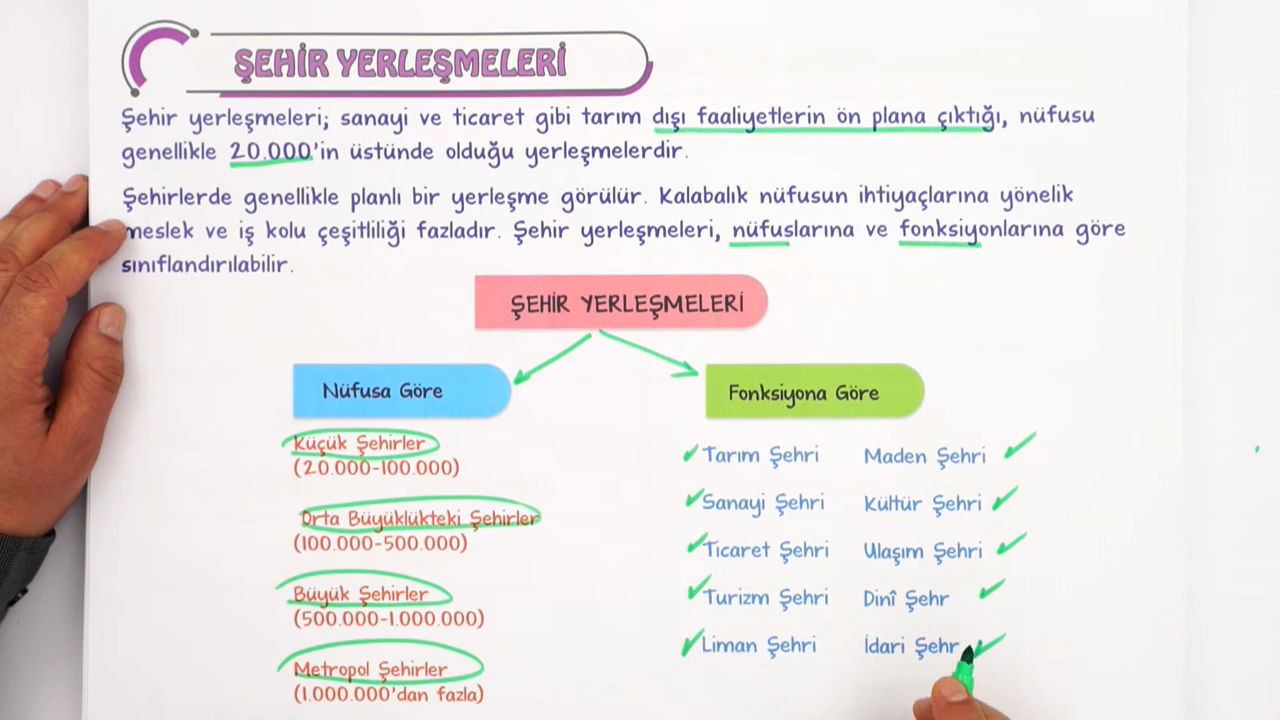 ŞEHİR YERLEŞMELERİ
Şehir yerleşmeleri; sanayi ve ticaret gibi tarım dışı faaliyetlerin ön plana çıktığı, nüfusu
genellikle 20.000'in üstünde olduğu yerleşmelerdir.
Şehirlerde genellikle planlı bir yerleşme görülür. Kalabalık nüfusun ihtiyaçlarına yönelik
meslek ve iş kolu çeşitliliği fazladır. Şehir yerleşmeleri, nüfuslarına ve fonksiyonlarına göre
sınıflandırılabilir.
ŞEHİR YERLEŞMELERİ
Nüfusa Göre
Küçük Şehirler
(20.000-100.000)
Orta Büyüklükteki Şehirler
(100.000-500.000)
Büyük Şehirler
(500.000-1.000.000)
Metropol Şehirler
(1.000.000'dan fazla)
Fonksiyona Göre
Tarım Şehri Maden Şehri
Sanayi Şehri Kültür Şehri
Ticaret Şehri Ulaşım Şehri
Turizm Şehri Dinî Şehr
Liman Şehri İdari Şehr